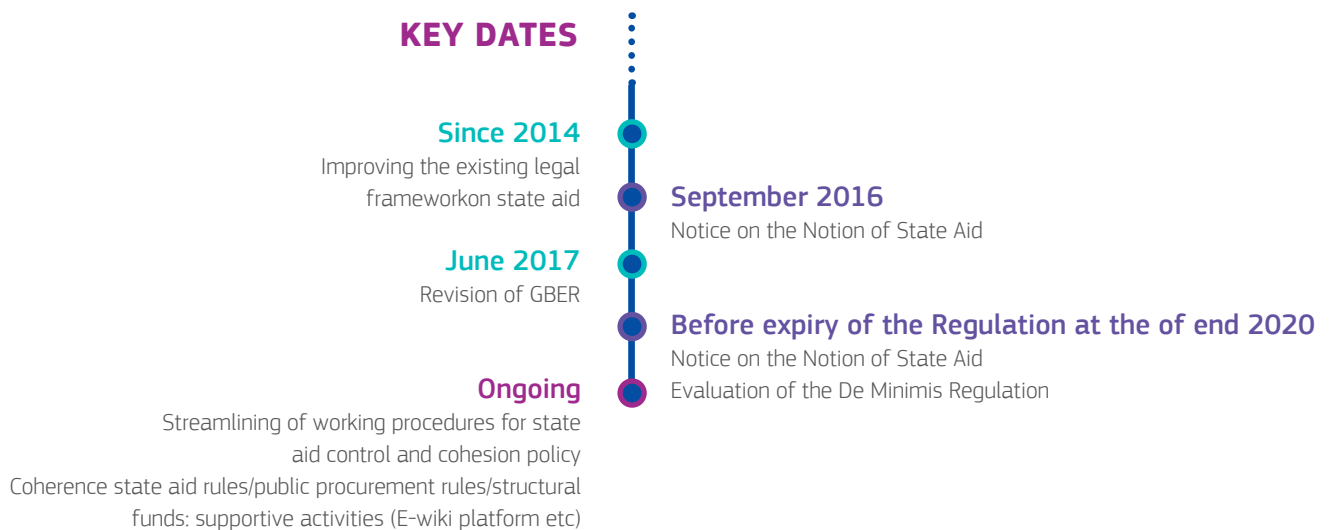 KEY DATES
Since 2014
Improving the existing legal
frameworkon state aid
September 2016
Notice on the Notion of State Aid
June 2017
Revision of GBER
Before expiry of the Regulation at the of end 2020
Notice on the Notion of State Aid
Evaluation of the De Minimis Regulation
Ongoing
Streamlining of working procedures for state
aid control and cohesion policy
Coherence state aid rules/public procurement rules/structural
funds: supportive activities (E-wiki platform etc)